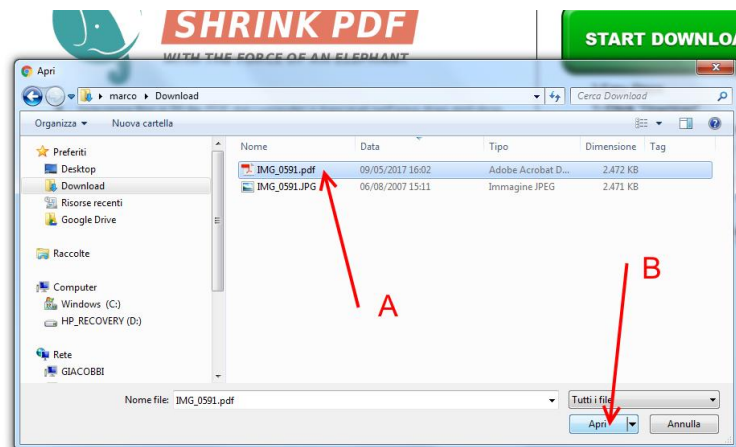 SHRINK PDF
WITH THE FORCE OF AN ELEPHANT
START DOWNLOA
Apri
marco Download
Cerca Download
Organizza Nuova cartella
Nome Data Tipo Dimensione Tag
Preferiti
Desktop
Download
Risorse recenti
Google Drive
Raccolte
Computer
Windows (C:)
HP_RECOVERY (D:)
Rete
GIACOBBI
IMG_0591.pdf 09/05/2017 16:02 Adobe Acrobat D... 2.472 KB
IMG_0591.JPG 06/08/2007 15:11 Immagine JPEG 2.471 KB
A
B
Nome file: IMG_0591.pdf
Tutti i file
Apri Annulla